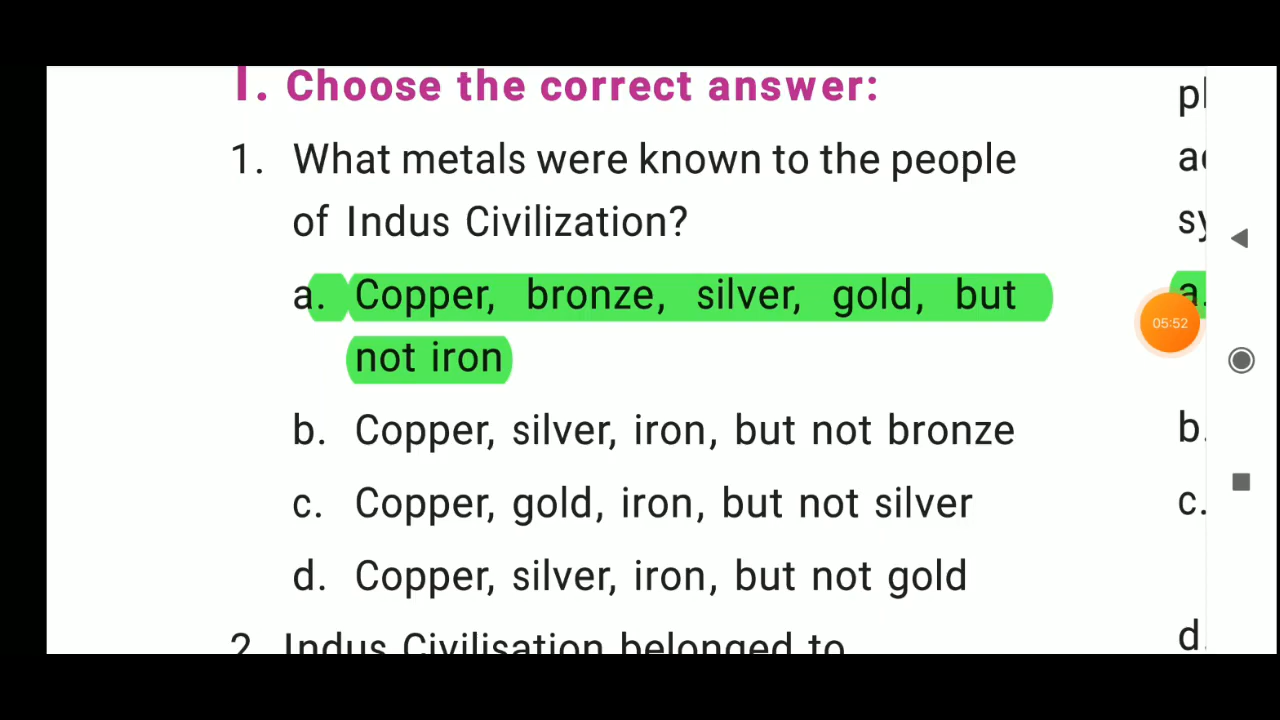 I. Choose the correct answer:
1. What metals were known to the people
of Indus Civilization?
a. Copper, bronze, silver, gold, but
not iron
b. Copper, silver, iron, but not bronze
c. Copper, gold, iron, but not silver
d. Copper, silver, iron, but not gold
2. Indus Civilisation belonged to
a.
05:52
b.
c.
d.